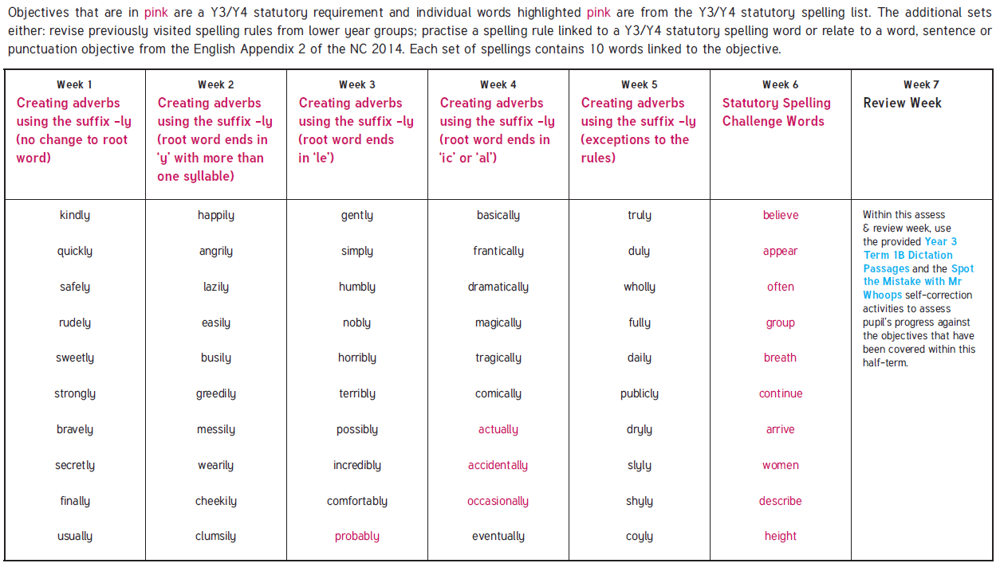 Objectives that are in pink are a Y3/Y4 statutory requirement and individual words highlighted pink are from the Y3/Y4 statutory spelling list. The additional sets
either: revise previously visited spelling rules from lower year groups; practise a spelling rule linked to a Y3/Y4 statutory spelling word or relate to a word, sentence or
punctuation objective from the English Appendix 2 of the NC 2014. Each set of spellings contains 10 words linked to the objective.
Week 1
Creating adverbs
using the suffix –ly
(no change to root
word)
kindly
quickly
safely
rudely
sweetly
strongly
bravely
secretly
finally
usually
Week 2
Creating adverbs
using the suffix –ly
(root word ends in
‘y’ with more than
one syllable)
happily
angrily
lazily
easily
busily
greedily
messily
wearily
cheekily
clumsily
Week 3
Creating adverbs
using the suffix –ly
(root word ends
in ‘le’)
gently
simply
humbly
nobly
horribly
terribly
possibly
incredibly
comfortably
probably
Week 4
Creating adverbs
using the suffix –ly
(root word ends in
‘ic’ or ‘al’)
basically
frantically
dramatically
magically
tragically
comically
actually
accidentally
occasionally
eventually
Week 5
Creating adverbs
using the suffix –ly
(exceptions to the
rules)
truly
duly
wholly
fully
daily
publicly
dryly
slyly
shyly
coyly
Week 6
Statutory Spelling
Challenge Words
believe
appear
often
group
breath
continue
arrive
women
describe
height
Week 7
Review Week
Within this assess
& review week, use
the provided Year 3
Term 1B Dictation
Passages and the Spot
the Mistake with Mr
Whoops self-correction
activities to assess
pupil’s progress against
the objectives that have
been covered within this
half-term.